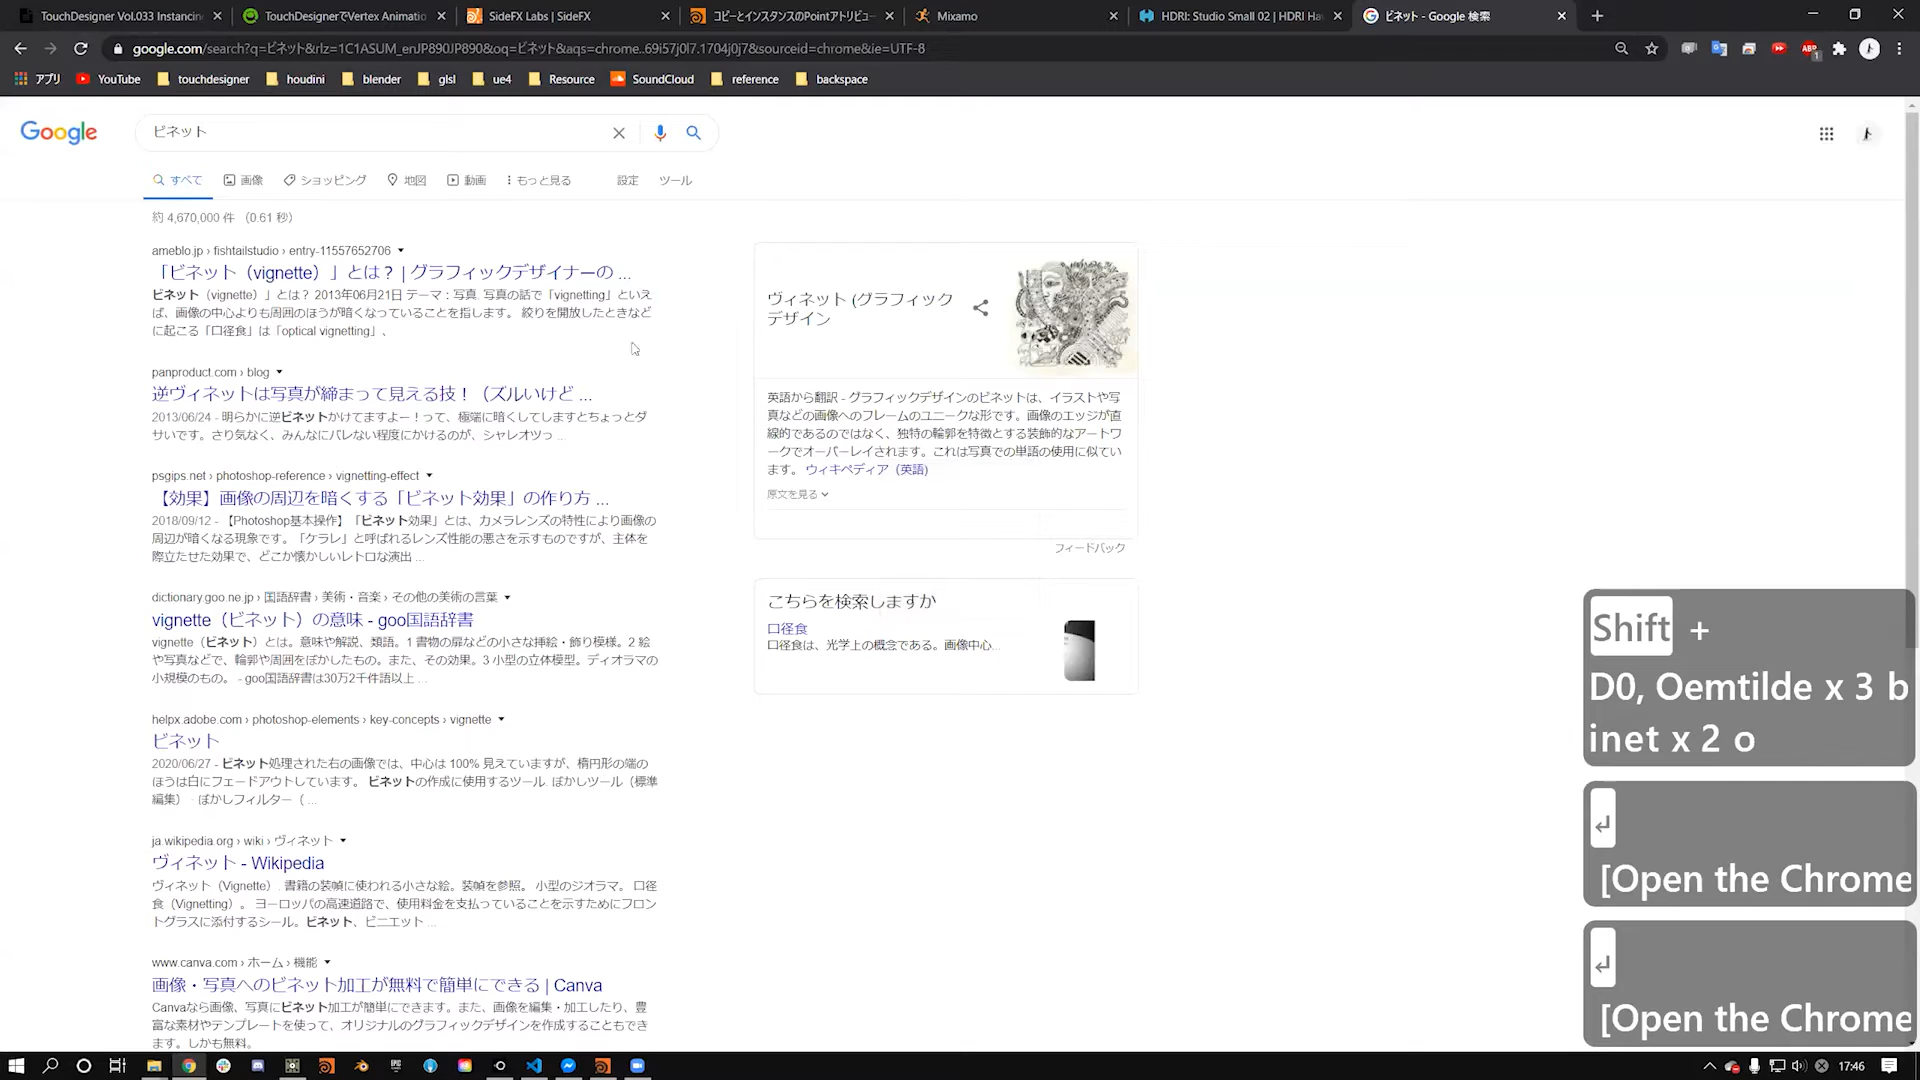 TouchDesigner Vol.033 Instancin
TouchDesignerでVertex Animatio
SideFX Labs | SideFX
コピーとインスタンスのPointアトリビュー
Mixamo
HDRI: Studio Small 02 | HDRI Ha
ビネット - Google 検索
google.com/search?q=ビネット&rlz=1C1ASUM_enJP890JP890&oq=ビネット&aqs=chrome..69i57j0l7.1704j0j7&sourceid=chrome&ie=UTF-8
アプリ YouTube touchdesigner houdini blender glsl ue4 Resource SoundCloud reference backspace
Google
ビネット
すべて 画像 ショッピング 地図 動画 もっと見る 設定 ツール
約 4,670,000 件 (0.61 秒)
ameblo.jp › fishtailstudio › entry-11557652706
「ビネット（vignette）」とは？ | グラフィックデザイナーの ...
ビネット（vignette）」とは？ 2013年06月21日 テーマ：写真. 写真の話で「vignetting」といえ
ば、画像の中心よりも周囲のほうが暗くなっていることを指します。 絞りを開放したときなど
に起こる「口径食」は「optical vignetting」、
panproduct.com › blog
逆ヴィネットは写真が締まって見える技！（ズルいけど ...
2013/06/24 - 明らかに逆ビネットかけてますよー！って、極端に暗くしてしますとちょっとダ
サいです。さり気なく、みんなにバレない程度にかけるのが、シャレオツっ ...
psgips.net › photoshop-reference › vignetting-effect
【効果】画像の周辺を暗くする「ビネット効果」の作り方 ...
2018/09/12 - 【Photoshop基本操作】「ビネット効果」とは、カメラレンズの特性により画像の
周辺が暗くなる現象です。「ケラレ」と呼ばれるレンズ性能の悪さを示すものですが、主体を
際立たせた効果で、どこか懐かしいレトロな演出 ...
dictionary.goo.ne.jp › 国語辞書 › 美術・音楽 › その他の美術の言葉
vignette（ビネット）の意味 - goo国語辞書
vignette（ビネット）とは。意味や解説、類語。1 書物の扉などの小さな挿絵・飾り模様。2 絵
や写真などで、輪郭や周囲をぼかしたもの。また、その効果。3 小型の立体模型。ディオラマの
小規模のもの。 - goo国語辞書は30万2千件語以上 ...
helpx.adobe.com › photoshop-elements › key-concepts › vignette
ビネット
2020/06/27 - ビネット処理された右の画像では、中心は 100% 見えていますが、楕円形の端の
ほうは白にフェードアウトしています。 ビネットの作成に使用するツール. ぼかしツール（標準
編集） · ぼかしフィルター（ ...
ja.wikipedia.org › wiki › ヴィネット
ヴィネット - Wikipedia
ヴィネット（Vignette）. 書籍の装幀に使われる小さな絵。装幀を参照。 小型のジオラマ。 口径
食（Vignetting）。 ヨーロッパの高速道路で、使用料金を支払っていることを示すためにフロン
トグラスに添付するシール。ビネット、ビニエット ...
www.canva.com › ホーム › 機能
画像・写真へのビネット加工が無料で簡単にできる | Canva
Canvaなら画像、写真にビネット加工が簡単にできます。また、画像を編集・加工したり、豊
富な素材やテンプレートを使って、オリジナルのグラフィックデザインを作成することもでき
ます。しかも無料。
ヴィネット (グラフィック
デザイン
英語から翻訳 - グラフィックデザインのビネットは、イラストや写
真などの画像へのフレームのユニークな形です。画像のエッジが直
線的であるのではなく、独特の輪郭を特徴とする装飾的なアートワ
ークでオーバーレイされます。これは写真での単語の使用に似てい
ます。 ウィキペディア（英語）
原文を見る
フィードバック
こちらを検索しますか
口径食
口径食は、光学上の概念である。画像中心...
Shift +
D0, Oemtilde x 3 b
inet x 2 o
[Open the Chrome
[Open the Chrome
17:46